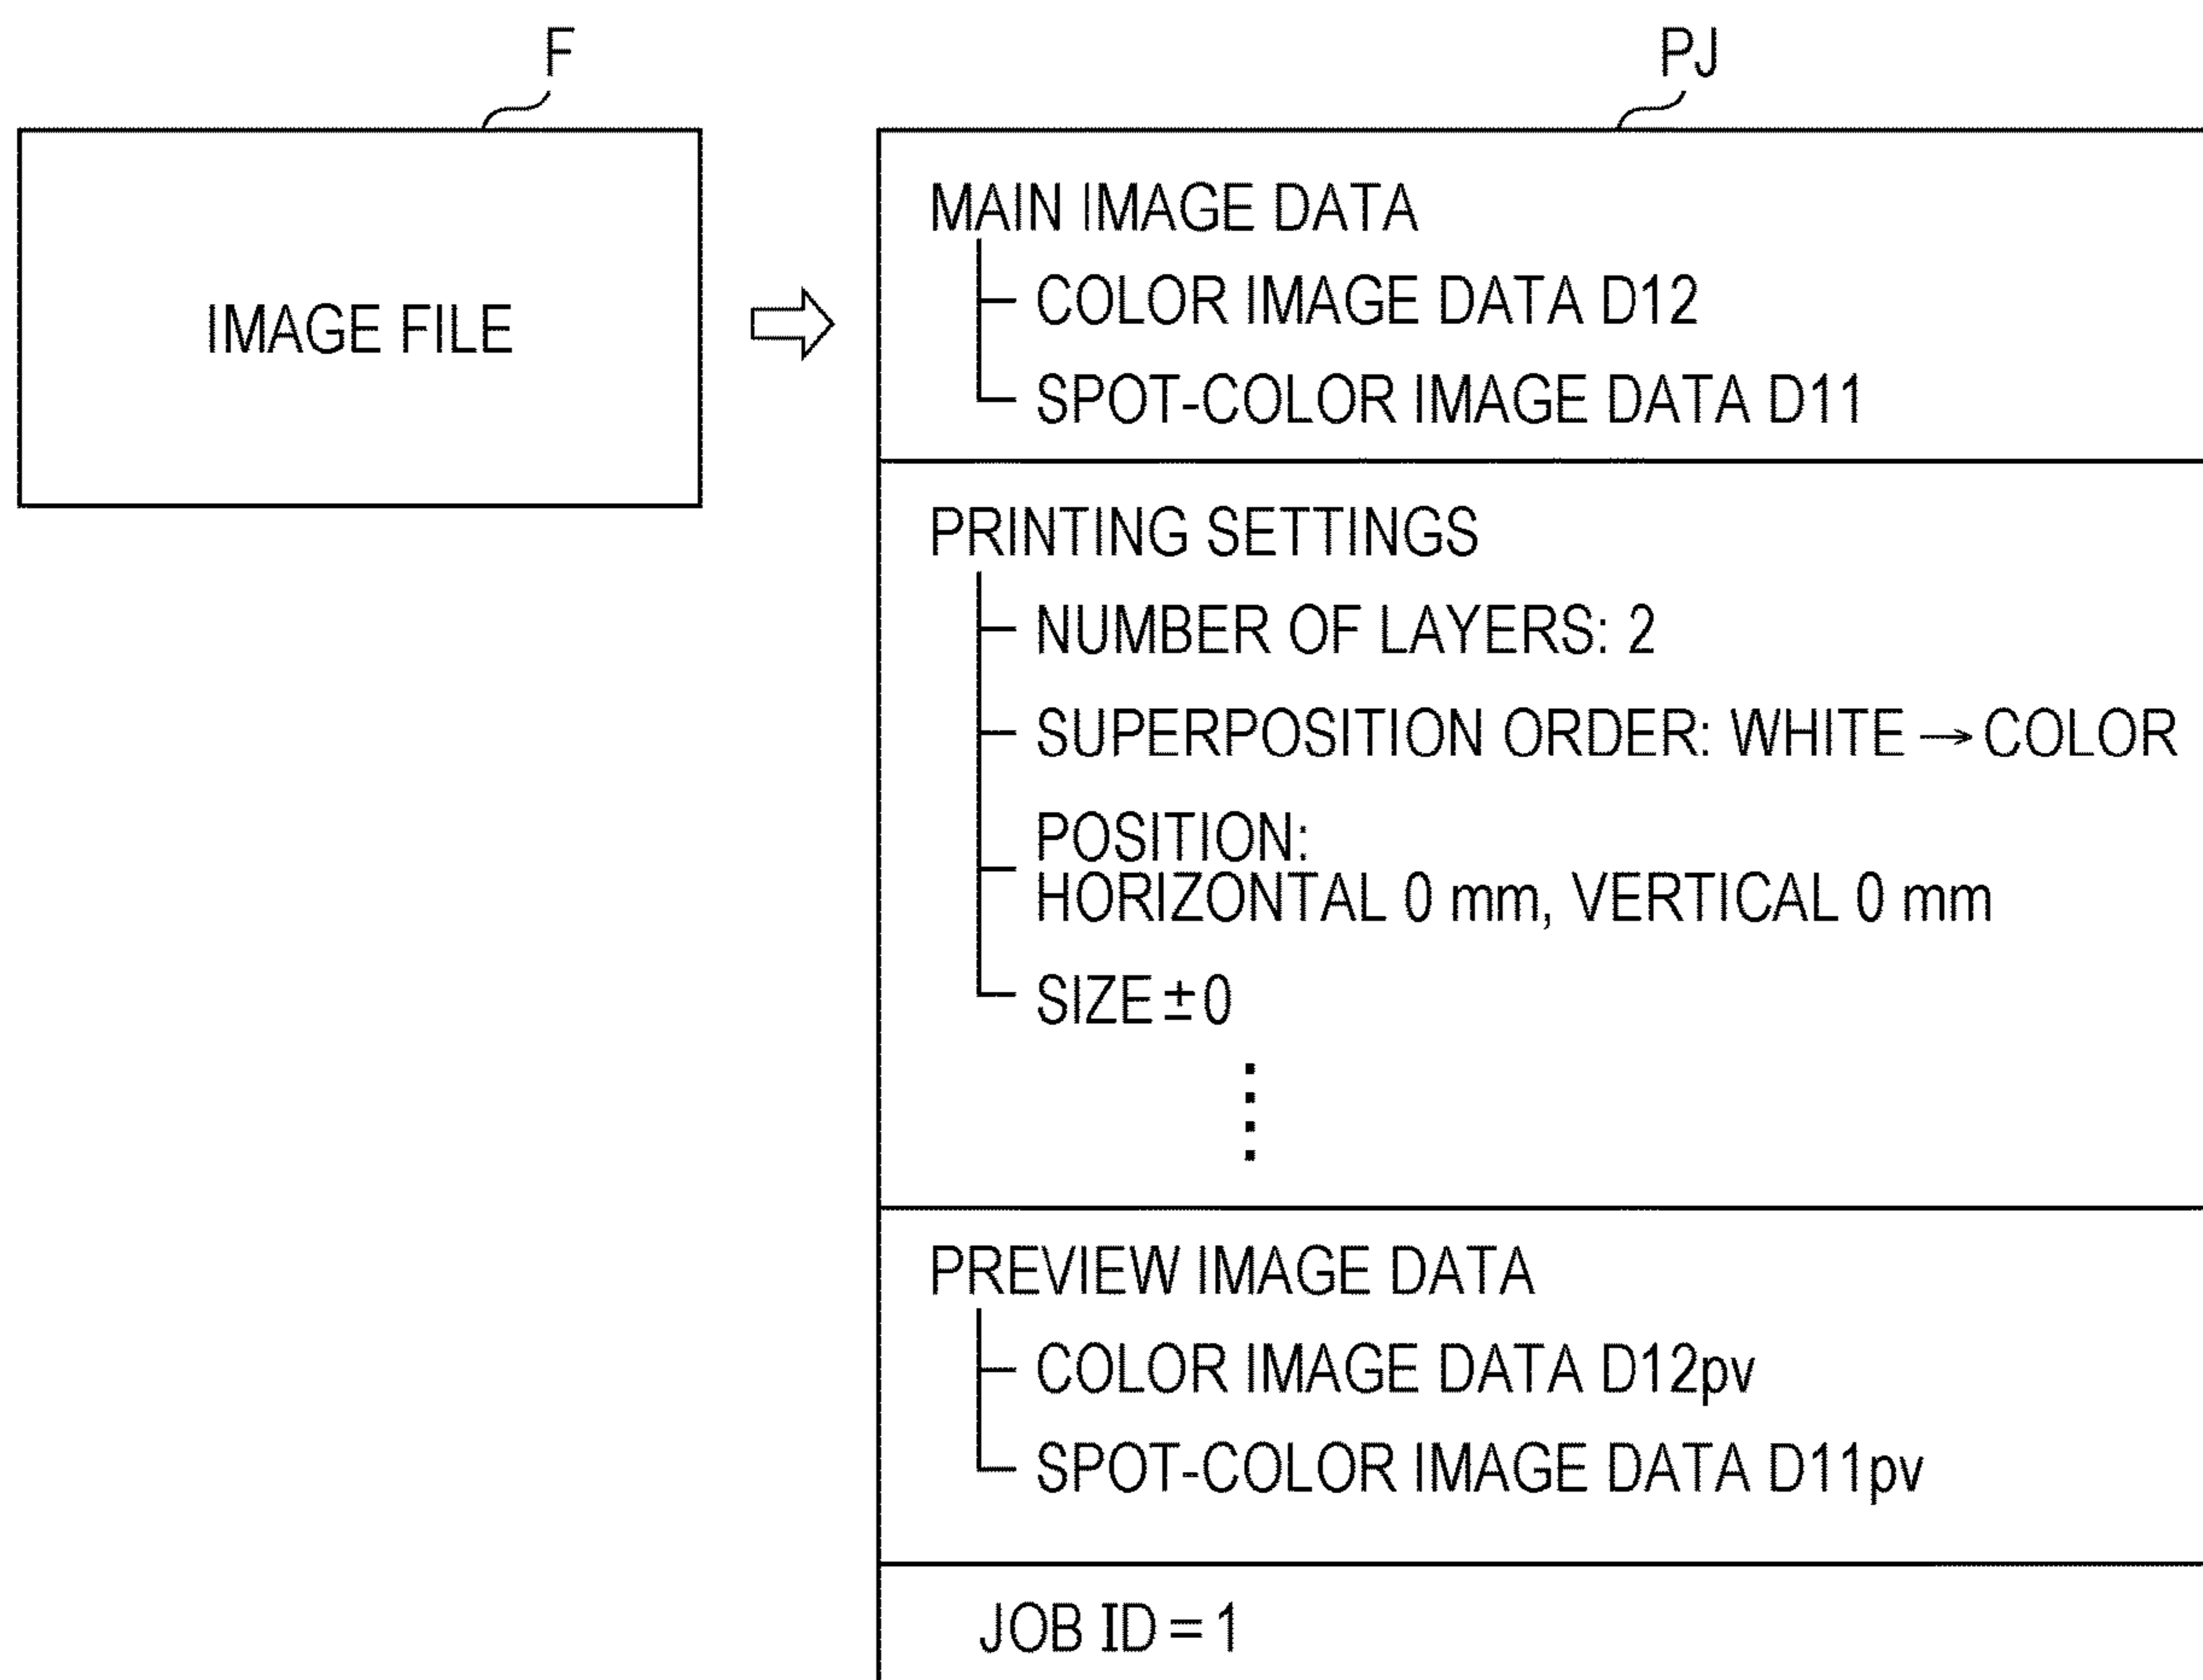 F
PJ
IMAGE FILE
MAIN IMAGE DATA
COLOR IMAGE DATA D12
SPOT-COLOR IMAGE DATA D11
PRINTING SETTINGS
NUMBER OF LAYERS: 2
SUPERPOSITION ORDER: WHITE → COLOR
POSITION:
HORIZONTAL 0 mm, VERTICAL 0 mm
SIZE ±0
PREVIEW IMAGE DATA
COLOR IMAGE DATA D12pv
SPOT-COLOR IMAGE DATA D11pv
JOB ID = 1